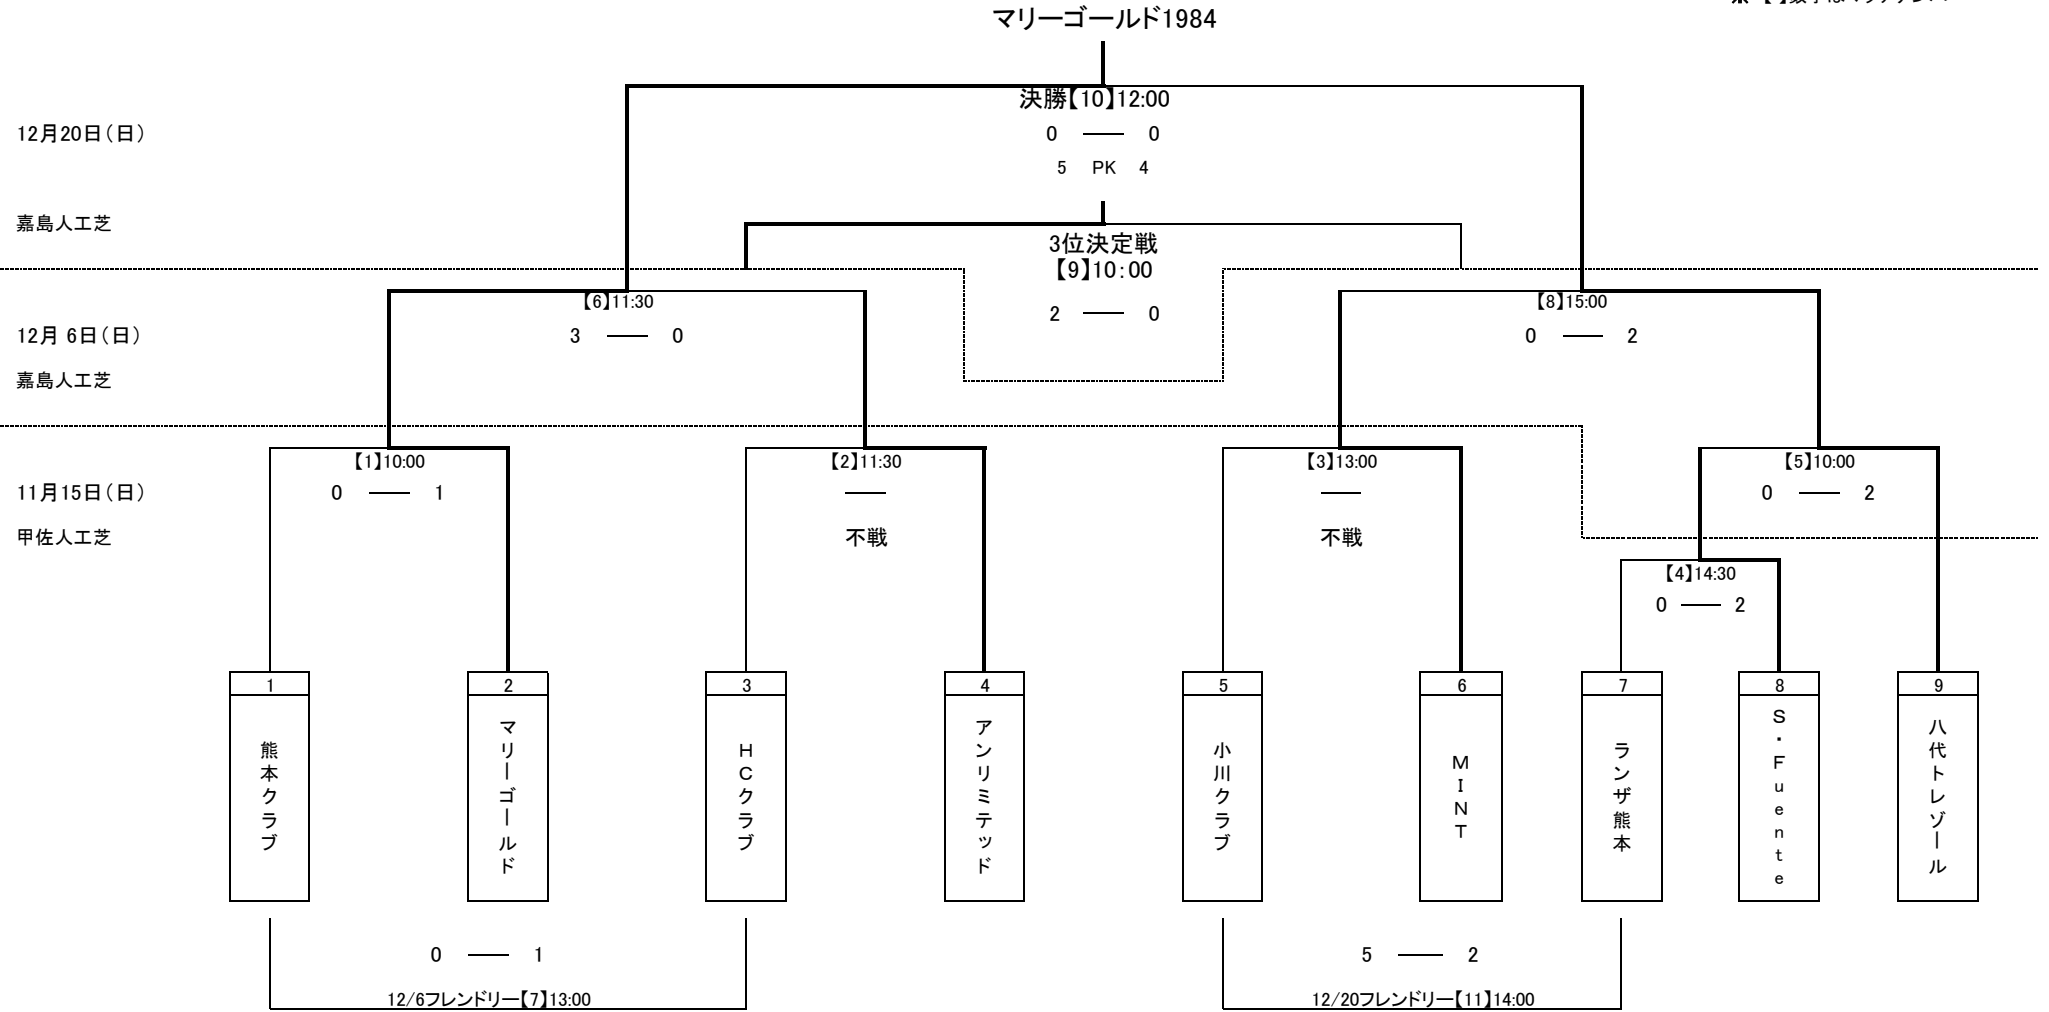 マリーゴールド1984
決勝【10】12:00
12月20日(日)
0 ― 0
5 PK 4
嘉島人工芝
3位決定戦
【9】10:00
2 ― 0
【6】11:30
3 ― 0
【8】15:00
0 ― 2
12月 6日(日)
嘉島人工芝
【1】10:00
0 ― 1
【2】11:30
―
不戦
【3】13:00
―
不戦
【5】10:00
0 ― 2
11月15日(日)
甲佐人工芝
【4】14:30
0 ― 2
1
熊本クラブ
2
マリーゴールド
3
HCクラブ
4
アンリミテッド
5
小川クラブ
6
MINT
7
ランザ熊本
8
S・Fuente
9
八代トレゾール
0 ― 1
12/6フレンドリー【7】13:00
5 ― 2
12/20フレンドリー【11】14:00